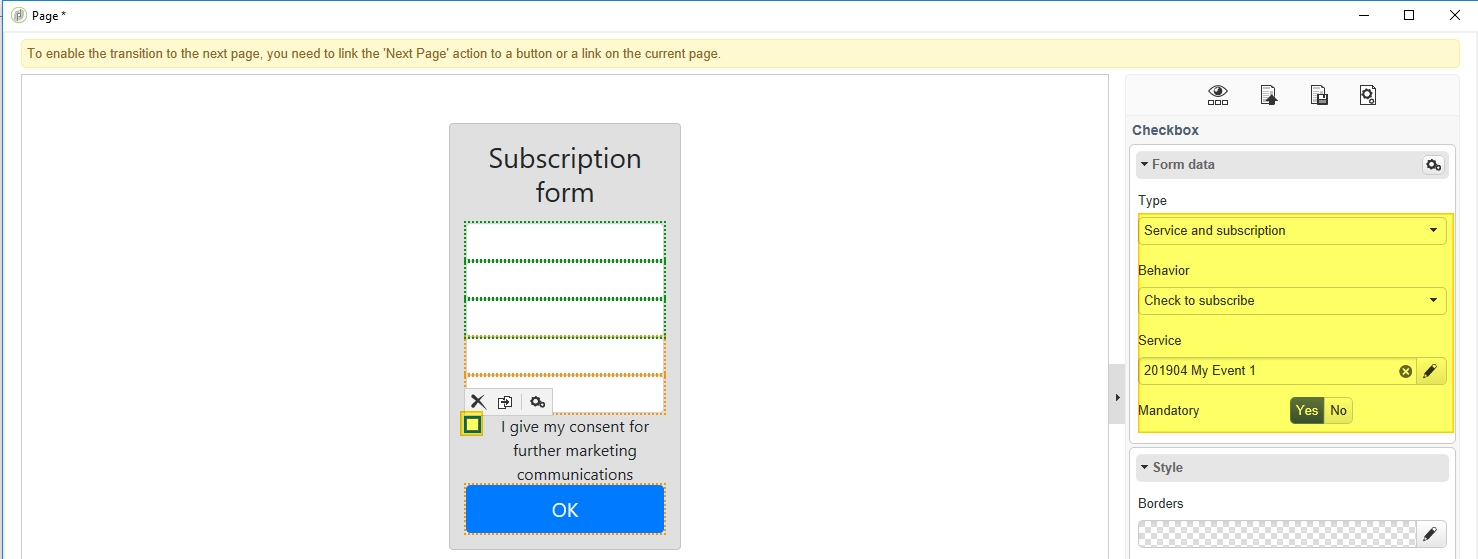 Page *
To enable the transition to the next page, you need to link the 'Next Page' action to a button or a link on the current page.
Subscription
form
I give my consent for
further marketing
communications
OK
Checkbox
Form data
Type
Service and subscription
Behavior
Check to subscribe
Service
201904 My Event 1
Mandatory Yes No
Style
Borders